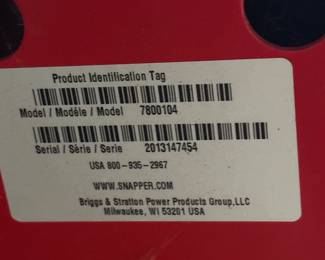 Product Identification Tag
Model / Modèle / Model 7800104
Serial / Série / Serie 2013147454
USA 800-935-2967
WWW.SNAPPER.COM
Briggs & Stratton Power Products Group,LLC
Milwaukee, WI 53201 USA